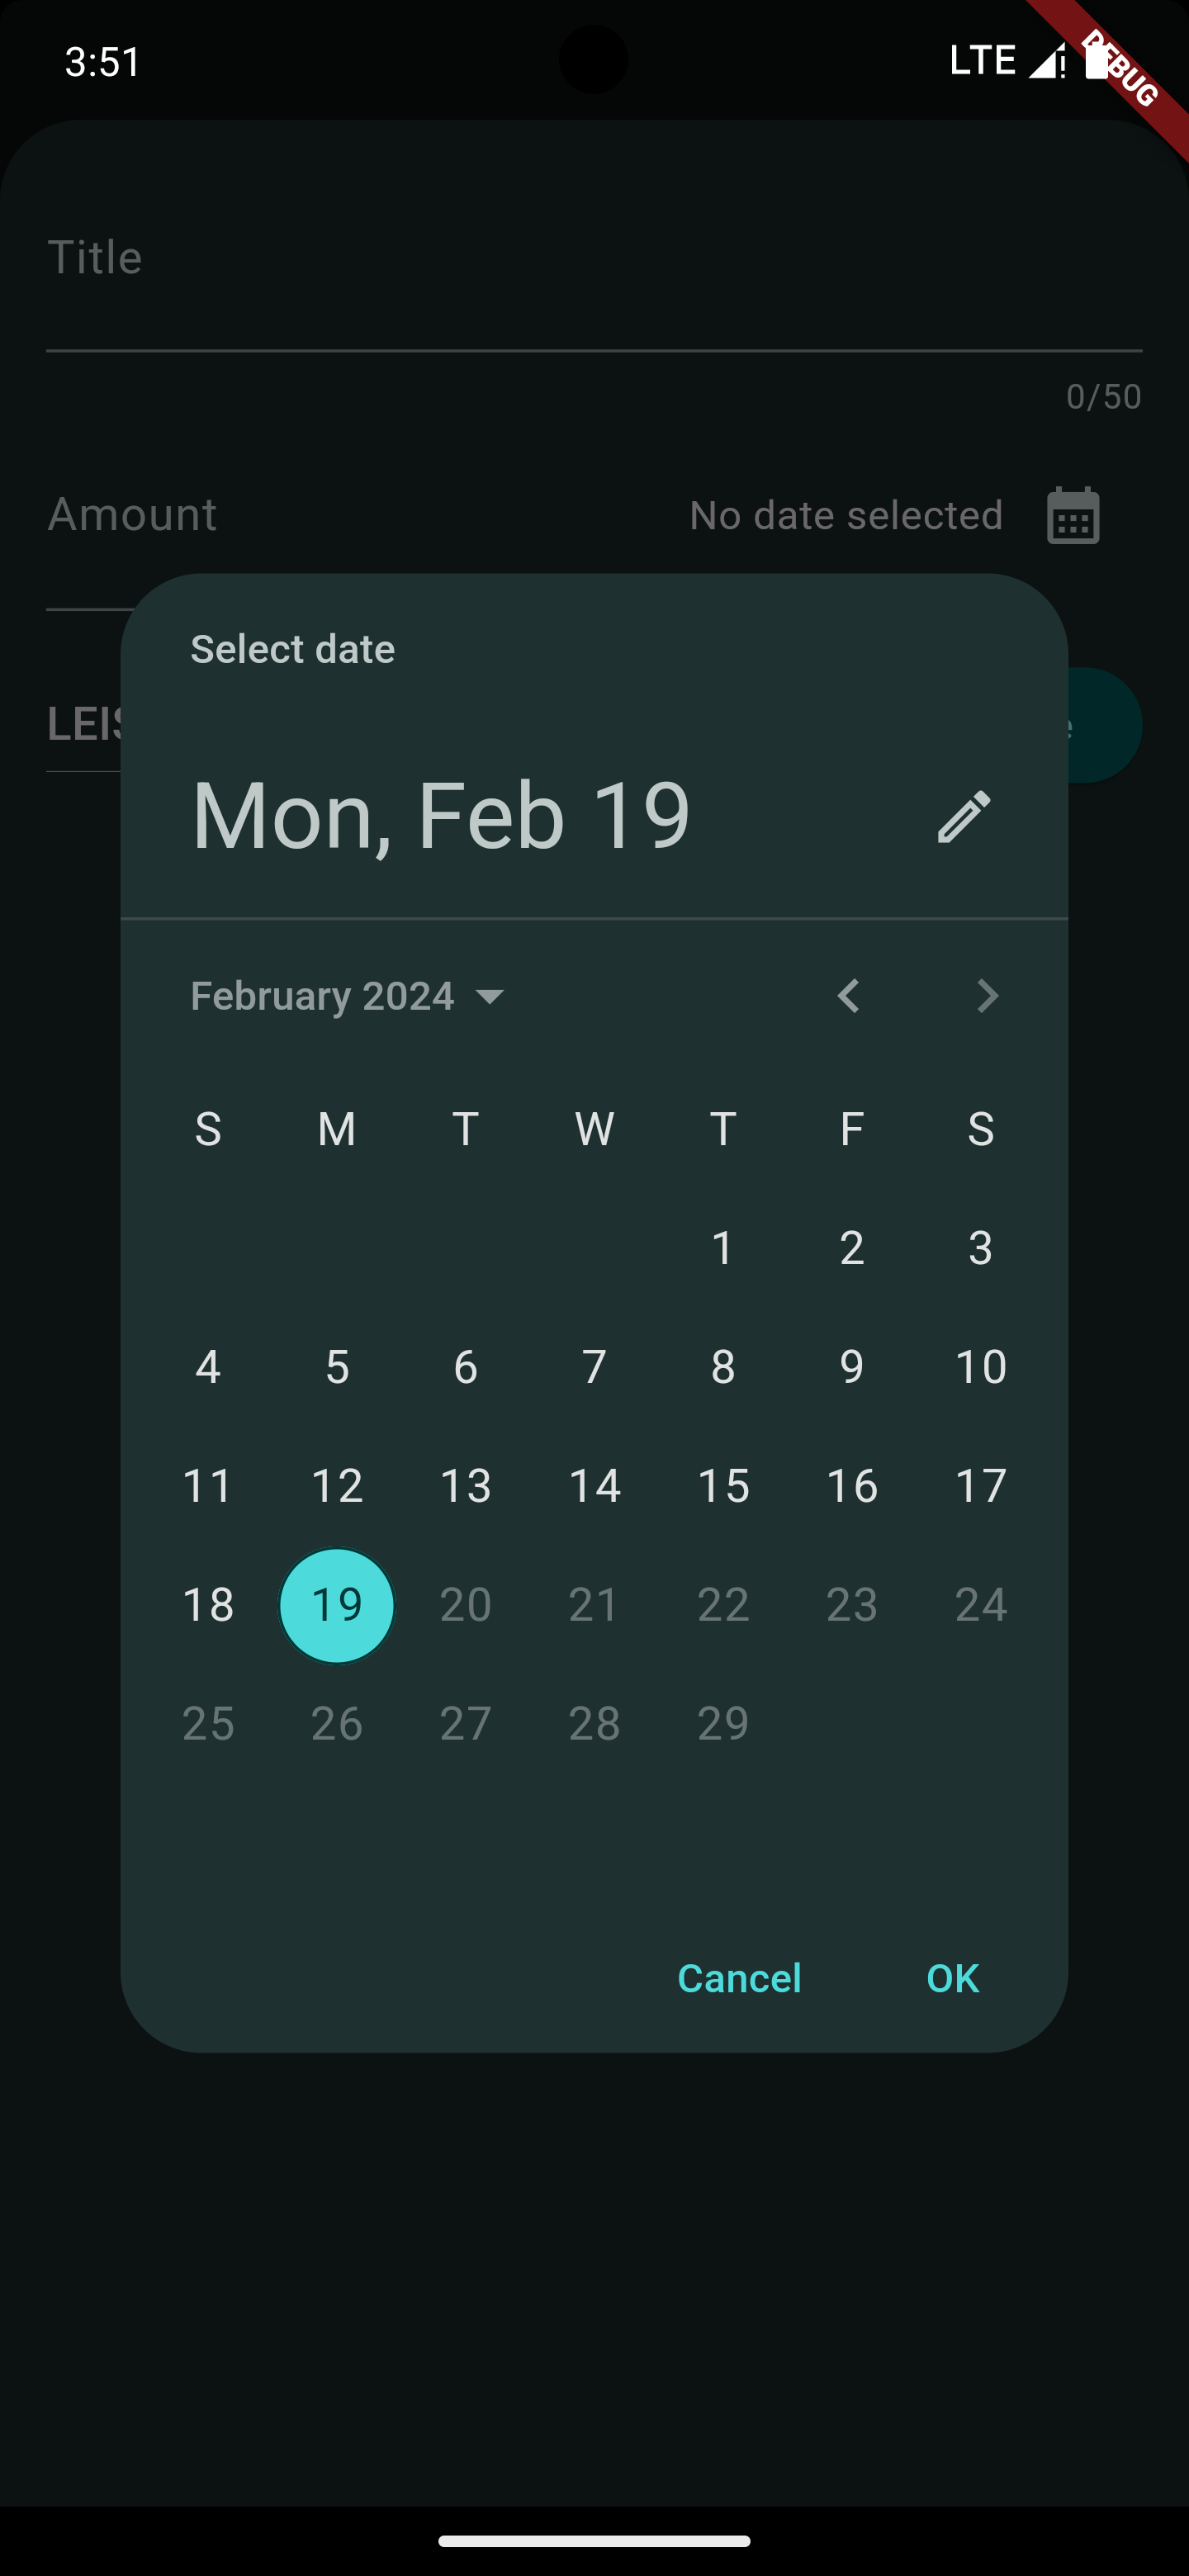 3:51
LTE
DEBUG
Title
0/50
Amount No date selected
Select date
Mon, Feb 19
February 2024
S M T W T F S
1 2 3
4 5 6 7 8 9 10
11 12 13 14 15 16 17
18 19 20 21 22 23 24
25 26 27 28 29
Cancel OK